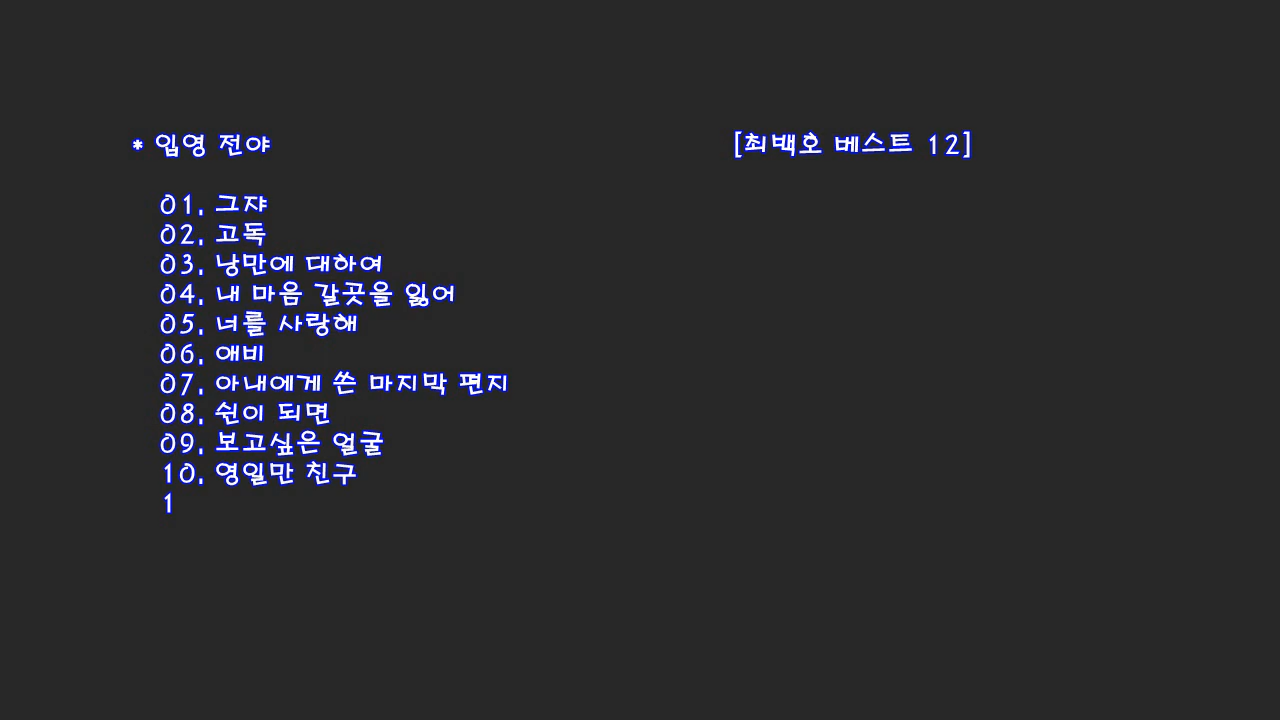 * 입영 전야 [최백호 베스트 12]
01. 그쟈
02. 고독
03. 낭만에 대하여
04. 내 마음 갈곳을 잃어
05. 너를 사랑해
06. 애비
07. 아내에게 쓴 마지막 편지
08. 쉰이 되면
09. 보고싶은 얼굴
10. 영일만 친구
1